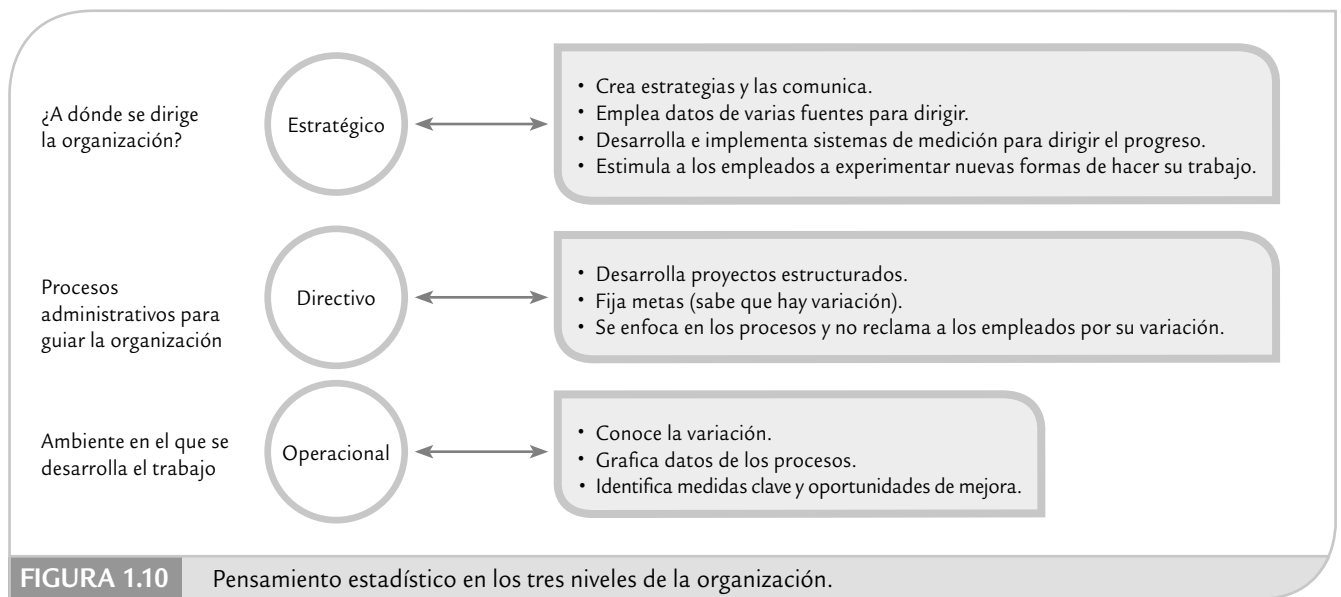 ¿A dónde se dirige
la organización?
Estratégico
• Crea estrategias y las comunica.
• Emplea datos de varias fuentes para dirigir.
• Desarrolla e implementa sistemas de medición para dirigir el progreso.
• Estimula a los empleados a experimentar nuevas formas de hacer su trabajo.
Procesos
administrativos para
guiar la organización
Directivo
• Desarrolla proyectos estructurados.
• Fija metas (sabe que hay variación).
• Se enfoca en los procesos y no reclama a los empleados por su variación.
Ambiente en el que se
desarrolla el trabajo
Operacional
• Conoce la variación.
• Grafica datos de los procesos.
• Identifica medidas clave y oportunidades de mejora.
FIGURA 1.10 Pensamiento estadístico en los tres niveles de la organización.